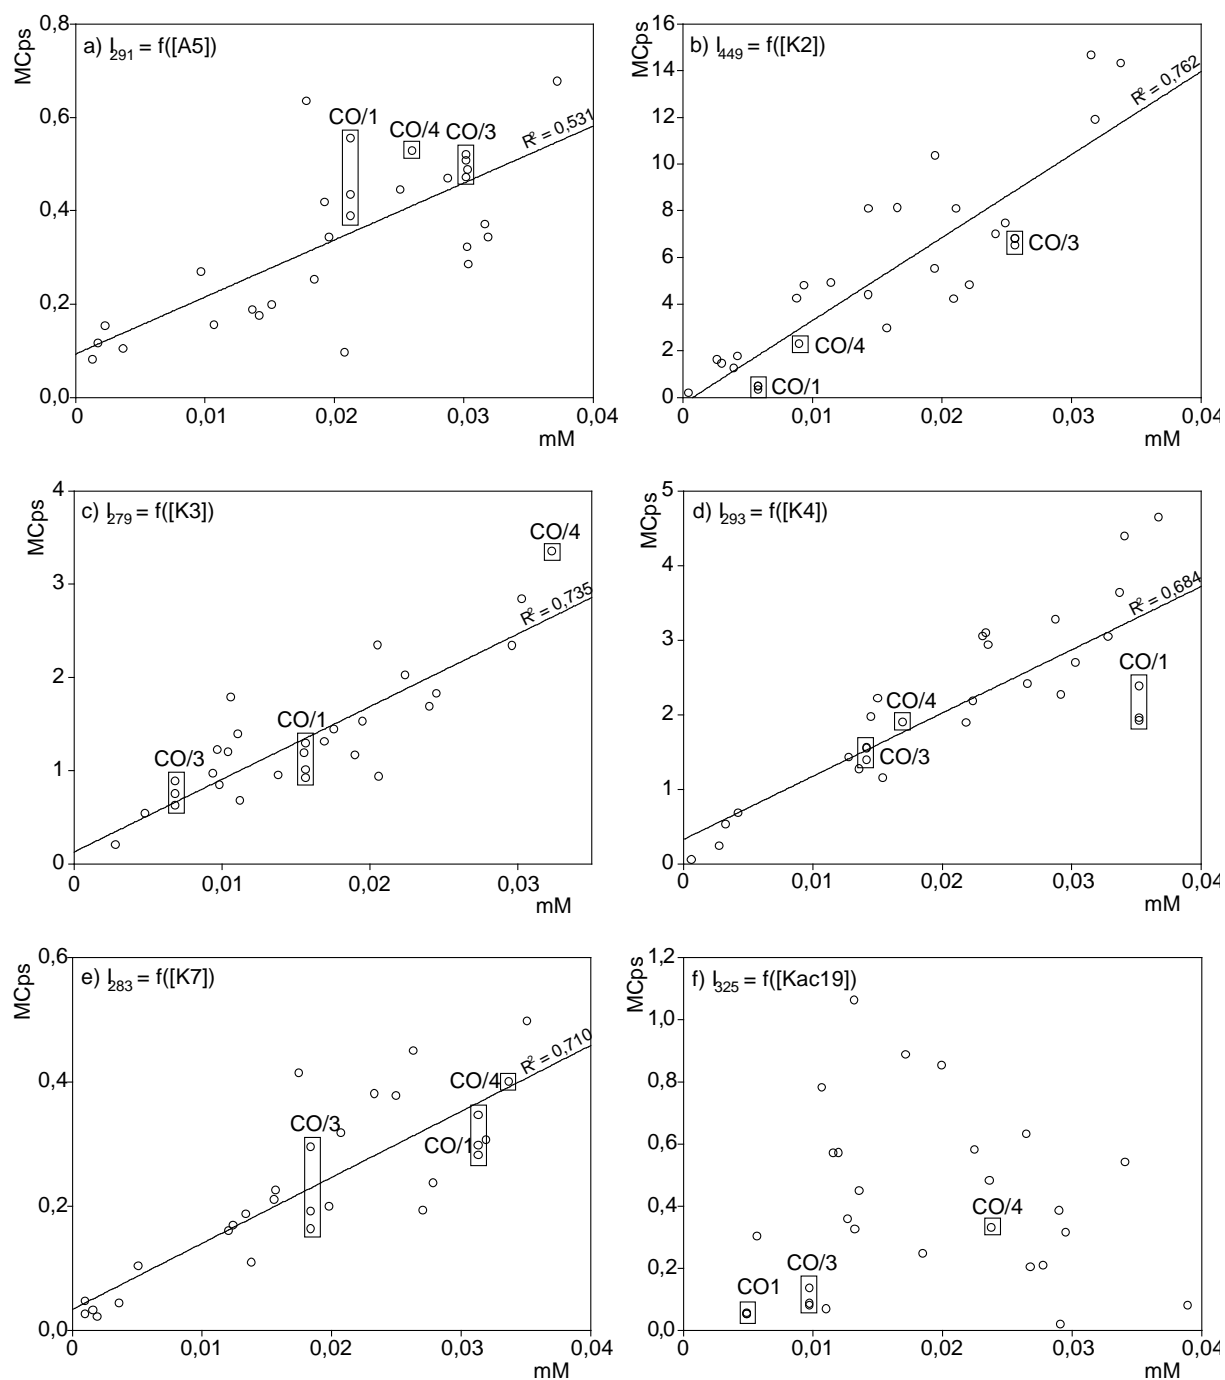 a) I291 = f([A5])
MCps
0,8
0,6
0,4
0,2
0,0
CO/1
CO/4
CO/3
R² = 0,531
0
0,01
0,02
0,03
0,04
mM
b) I449 = f([K2])
MCps
16
14
12
10
8
6
4
2
0
R² = 0,762
CO/3
CO/4
CO/1
0
0,01
0,02
0,03
0,04
mM
c) I279 = f([K3])
MCps
4
3
2
1
0
CO/4
R² = 0,735
CO/1
CO/3
0
0,01
0,02
0,03
mM
d) I293 = f([K4])
MCps
5
4
3
2
1
0
R² = 0,684
CO/1
CO/4
CO/3
0
0,01
0,02
0,03
0,04
mM
e) I283 = f([K7])
MCps
0,6
0,4
0,2
0,0
R² = 0,710
CO/4
CO/3
CO/1
0
0,01
0,02
0,03
0,04
mM
f) I325 = f([Kac19])
MCps
1,2
1,0
0,8
0,6
0,4
0,2
0,0
CO/4
CO/3
CO1
0
0,01
0,02
0,03
0,04
mM